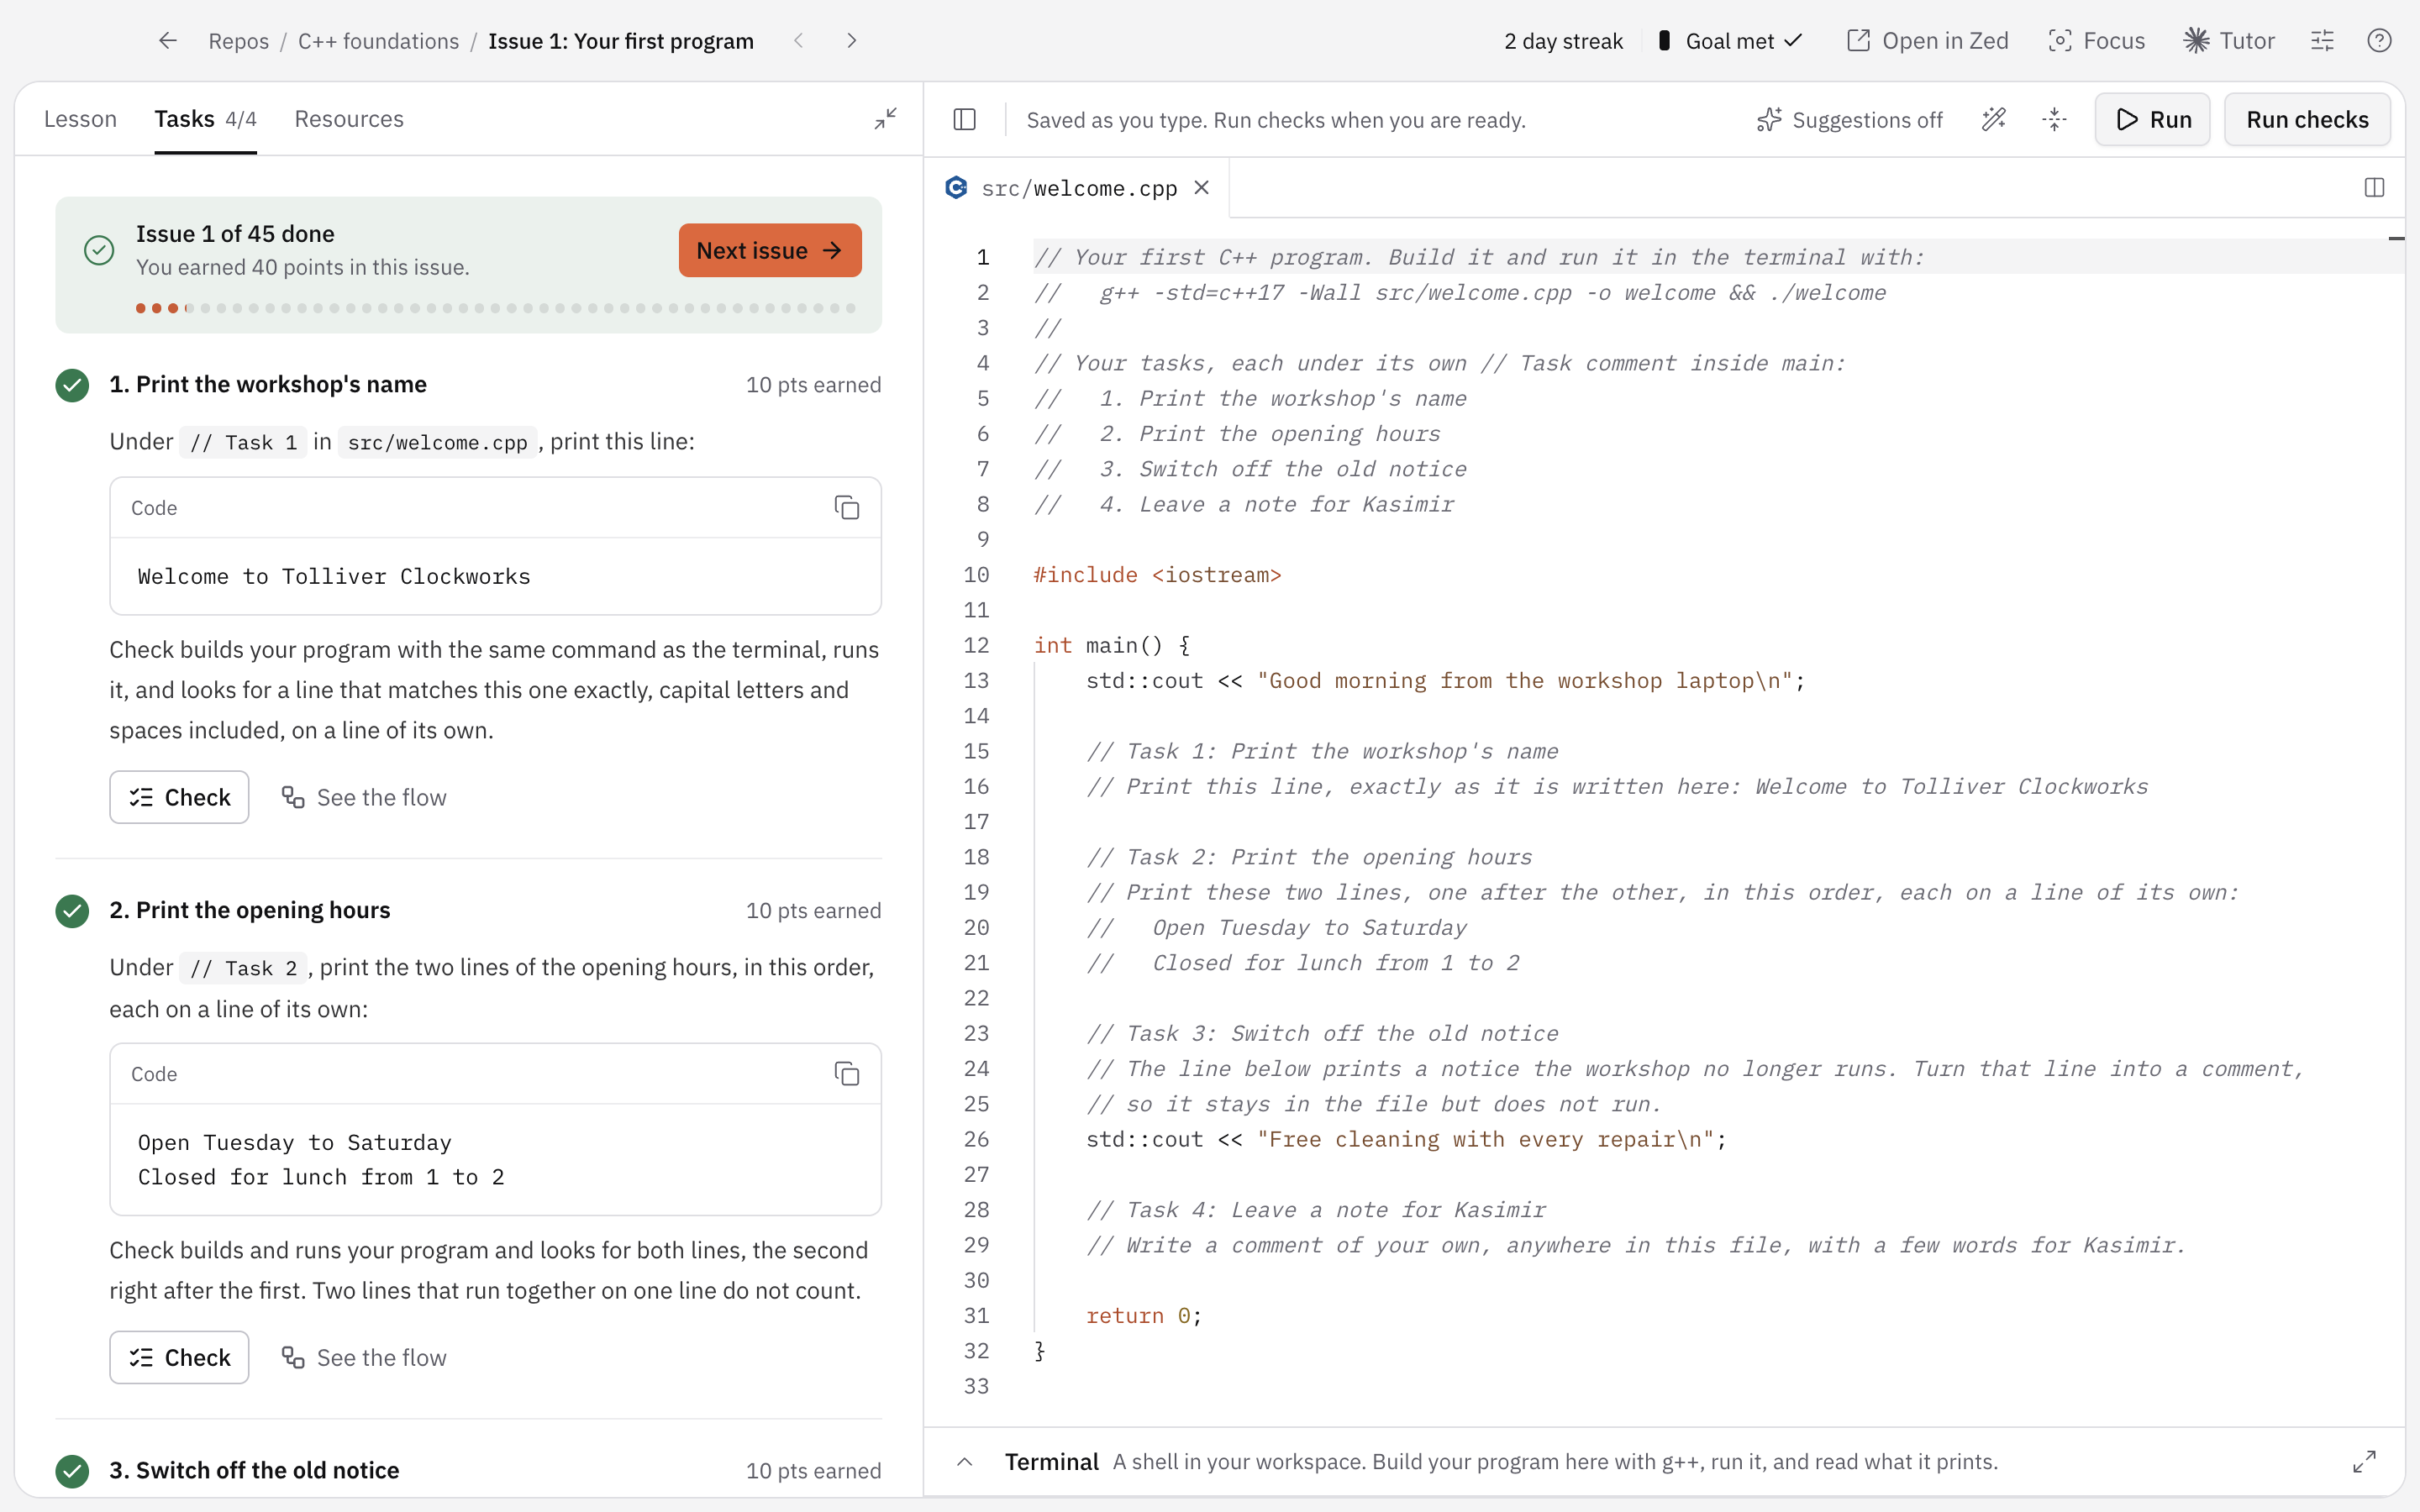 Repos / C++ foundations / Issue 1: Your first program
2 day streak
Goal met
Open in Zed
Focus
Tutor
Lesson
Tasks 4/4
Resources
Issue 1 of 45 done
You earned 40 points in this issue.
Next issue
1. Print the workshop's name
10 pts earned
Under // Task 1 in src/welcome.cpp, print this line:
Code
Welcome to Tolliver Clockworks
Check builds your program with the same command as the terminal, runs
it, and looks for a line that matches this one exactly, capital letters and
spaces included, on a line of its own.
Check
See the flow
2. Print the opening hours
10 pts earned
Under // Task 2, print the two lines of the opening hours, in this order,
each on a line of its own:
Code
Open Tuesday to Saturday
Closed for lunch from 1 to 2
Check builds and runs your program and looks for both lines, the second
right after the first. Two lines that run together on one line do not count.
Check
See the flow
3. Switch off the old notice
10 pts earned
Saved as you type. Run checks when you are ready.
Suggestions off
Run
Run checks
src/welcome.cpp
1 // Your first C++ program. Build it and run it in the terminal with:
2 //   g++ -std=c++17 -Wall src/welcome.cpp -o welcome && ./welcome
3 //
4 // Your tasks, each under its own // Task comment inside main:
5 //   1. Print the workshop's name
6 //   2. Print the opening hours
7 //   3. Switch off the old notice
8 //   4. Leave a note for Kasimir
9
10 #include <iostream>
11
12 int main() {
13     std::cout << "Good morning from the workshop laptop\n";
14
15     // Task 1: Print the workshop's name
16     // Print this line, exactly as it is written here: Welcome to Tolliver Clockworks
17
18     // Task 2: Print the opening hours
19     // Print these two lines, one after the other, in this order, each on a line of its own:
20     //   Open Tuesday to Saturday
21     //   Closed for lunch from 1 to 2
22
23     // Task 3: Switch off the old notice
24     // The line below prints a notice the workshop no longer runs. Turn that line into a comment,
25     // so it stays in the file but does not run.
26     std::cout << "Free cleaning with every repair\n";
27
28     // Task 4: Leave a note for Kasimir
29     // Write a comment of your own, anywhere in this file, with a few words for Kasimir.
30
31     return 0;
32 }
33
Terminal
A shell in your workspace. Build your program here with g++, run it, and read what it prints.